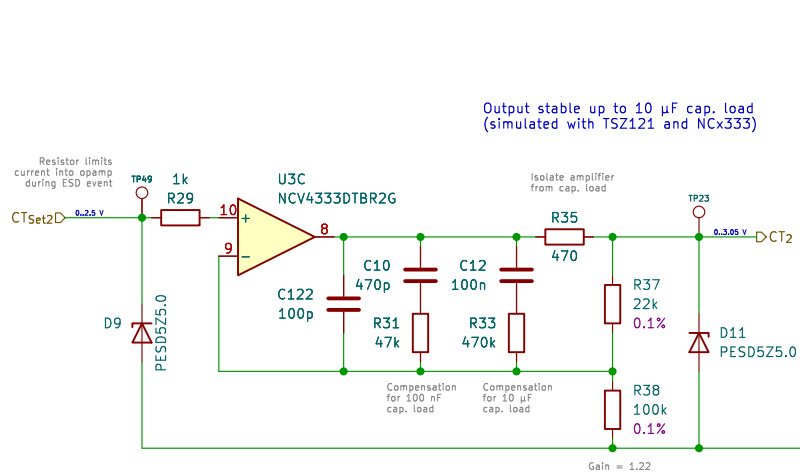 Output stable up to 10 µF cap. load
(simulated with TSZ121 and NCx333)
Resistor limits
current into opamp
during ESD event
TP49
1k
R29
U3C
NCV4333DTBR2G
Isolate amplifier
from cap. load
TP23
CTSet2
0..2.5 V
10
+
8
9
−
R35
470
0..3.05 V
CT2
C10
470p
C12
100n
C122
100p
R31
47k
R33
470k
R37
22k
0.1%
D9
PESD5Z5.0
D11
PESD5Z5.0
Compensation
for 100 nF
cap. load
Compensation
for 10 µF
cap. load
R38
100k
0.1%
Gain = 1.22